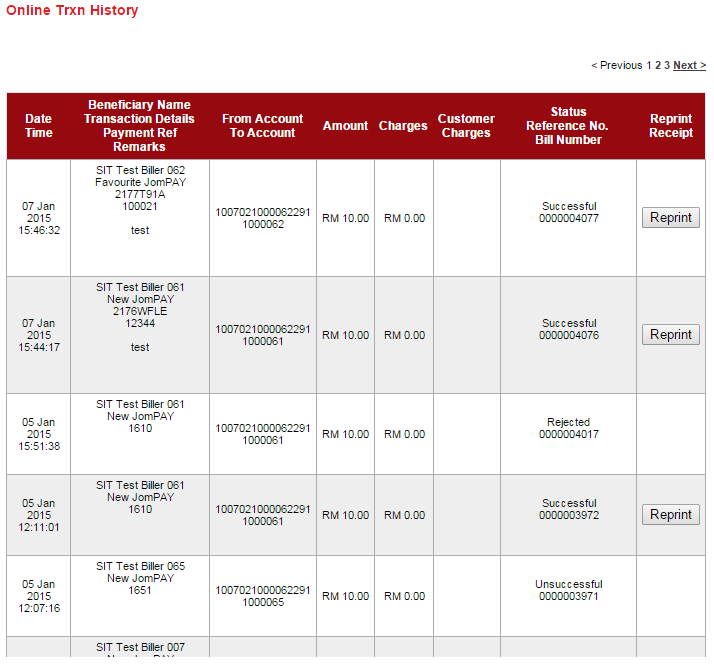 Online Trxn History
< Previous 1 2 3 Next >
Date
Time
Beneficiary Name
Transaction Details
Payment Ref
Remarks
From Account
To Account
Amount
Charges
Customer
Charges
Status
Reference No.
Bill Number
Reprint
Receipt
07 Jan
2015
15:46:32
SIT Test Biller 062
Favourite JomPAY
2177T91A
100021
test
1007021000062291
1000062
RM 10.00
RM 0.00
Successful
0000004077
Reprint
07 Jan
2015
15:44:17
SIT Test Biller 061
New JomPAY
2176WFLE
12344
test
1007021000062291
1000061
RM 10.00
RM 0.00
Successful
0000004076
Reprint
05 Jan
2015
15:51:38
SIT Test Biller 061
New JomPAY
1610
1007021000062291
1000061
RM 10.00
RM 0.00
Rejected
0000004017
05 Jan
2015
12:11:01
SIT Test Biller 061
New JomPAY
1610
1007021000062291
1000061
RM 10.00
RM 0.00
Successful
0000003972
Reprint
05 Jan
2015
12:07:16
SIT Test Biller 065
New JomPAY
1651
1007021000062291
1000065
RM 10.00
RM 0.00
Unsuccessful
0000003971
SIT Test Biller 007